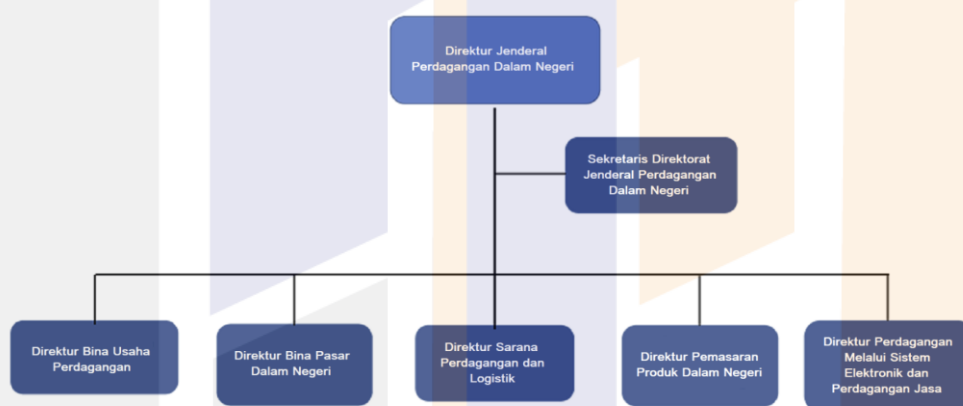 Direktur Jenderal
Perdagangan Dalam Negeri
Sekretaris Direktorat
Jenderal Perdagangan
Dalam Negeri
Direktur Bina Usaha
Perdagangan
Direktur Bina Pasar
Dalam Negeri
Direktur Sarana
Perdagangan dan
Logistik
Direktur Pemasaran
Produk Dalam Negeri
Direktur Perdagangan
Melalui Sistem
Elektronik dan
Perdagangan Jasa